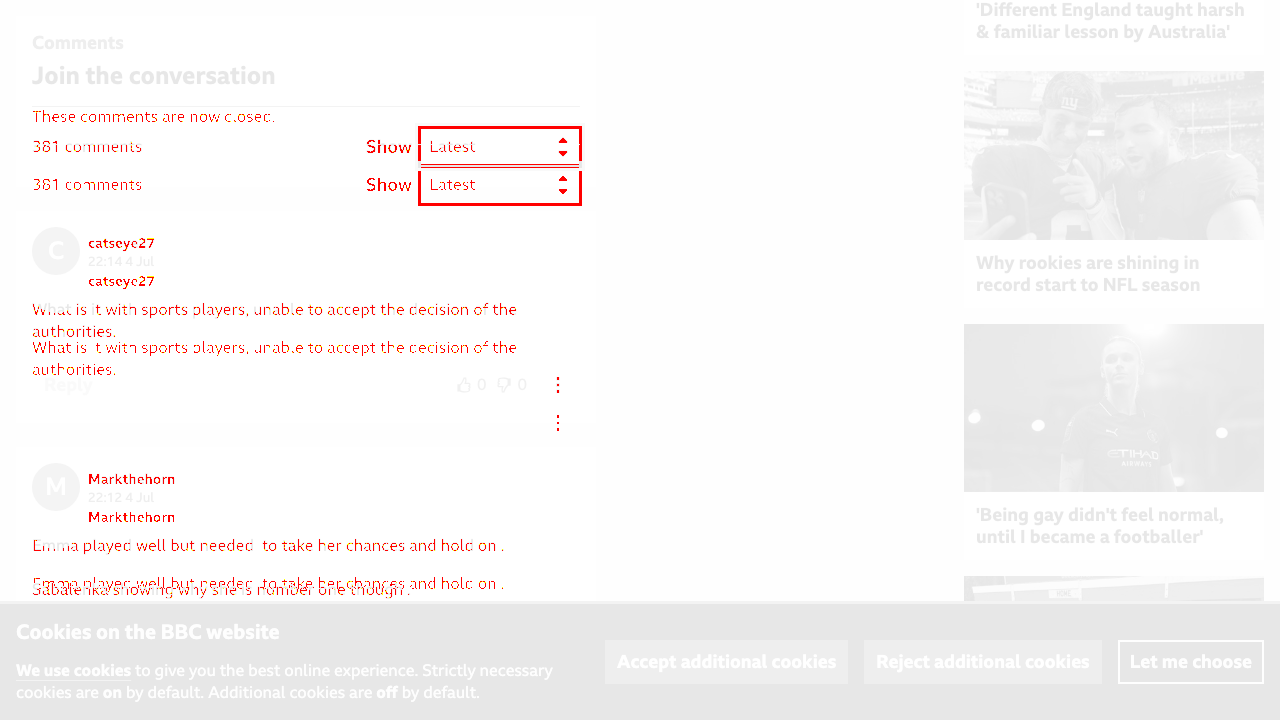 Comments
Join the conversation
These comments are now closed.
381 comments Show Latest
381 comments Show Latest
C
catseye27
22:14 4 Jul
catseye27
What is it with sports players, unable to accept the decision of the
authorities.
What is it with sports players, unable to accept the decision of the
authorities.
Reply 0 0
M
Markthehorn
22:12 4 Jul
Markthehorn
Emma played well but needed to take her chances and hold on .
Emma played well but needed to take her chances and hold on .
Sabalenka showing why she is number one though .
'Different England taught harsh
& familiar lesson by Australia'
Why rookies are shining in
record start to NFL season
ETIHAD
AIRWAYS
'Being gay didn't feel normal,
until I became a footballer'
Cookies on the BBC website
We use cookies to give you the best online experience. Strictly necessary
cookies are on by default. Additional cookies are off by default.
Accept additional cookies
Reject additional cookies
Let me choose